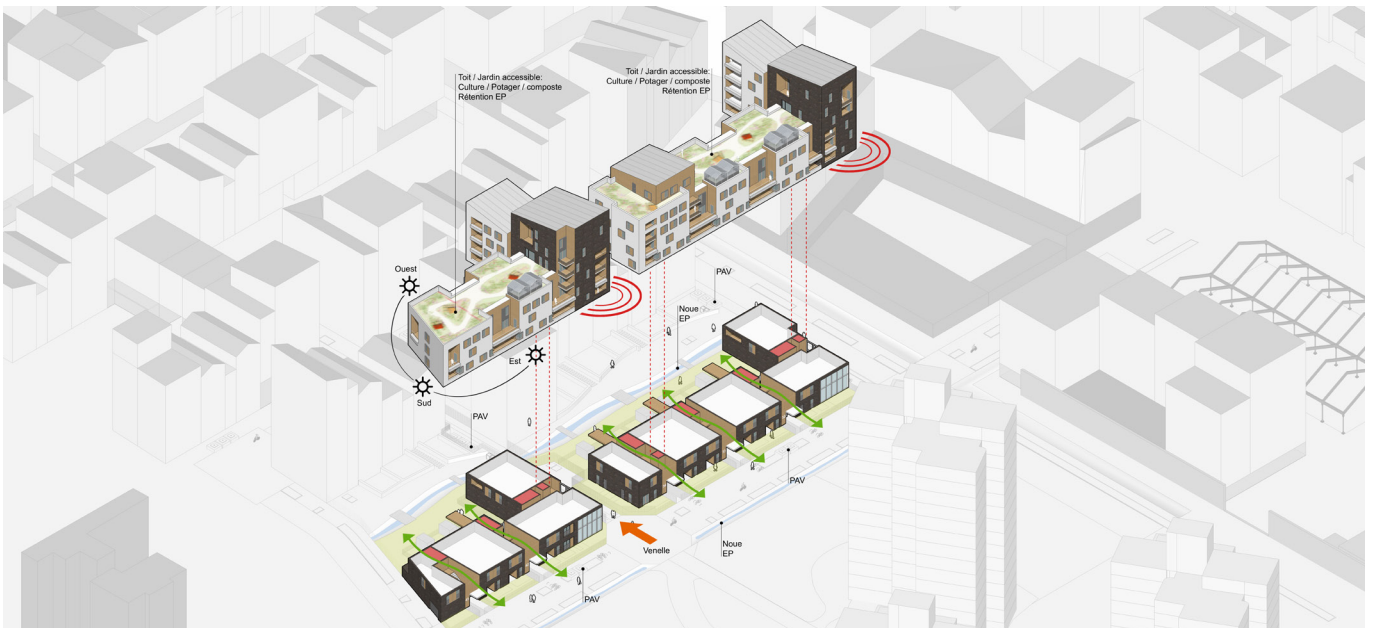 Toit / Jardin accessible:
Culture / Potager / composte
Rétention EP
Toit / Jardin accessible:
Culture / Potager / composte
Rétention EP
Ouest
PAV
Noue
EP
Est
Sud
PAV
PAV
Venelle
Noue
EP
PAV